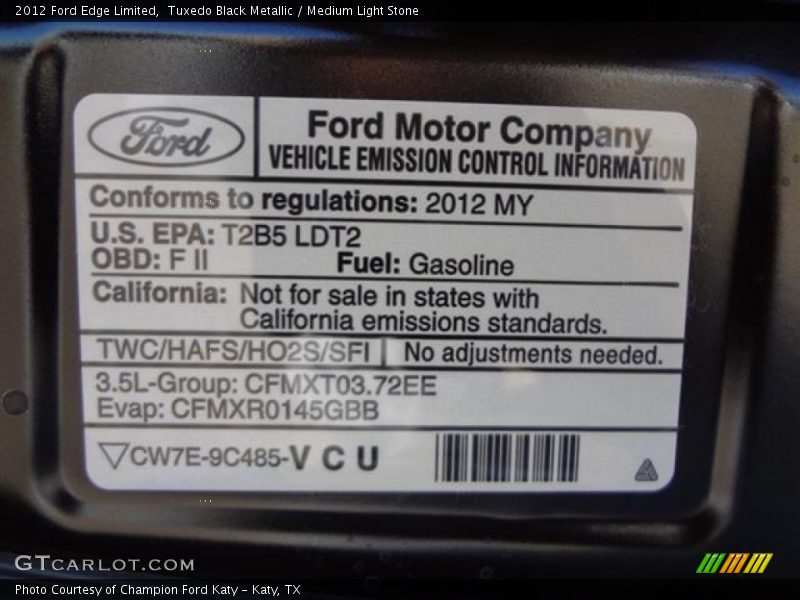 2012 Ford Edge Limited, Tuxedo Black Metallic / Medium Light Stone
Ford
Ford Motor Company
VEHICLE EMISSION CONTROL INFORMATION
Conforms to regulations: 2012 MY
U.S. EPA: T2B5 LDT2
OBD: F II Fuel: Gasoline
California: Not for sale in states with
California emissions standards.
TWC/HAFS/HO2S/SFI No adjustments needed.
3.5L-Group: CFMXT03.72EE
Evap: CFMXR0145GBB
CW7E-9C485-V C U
GTCARLOT.COM
Photo Courtesy of Champion Ford Katy - Katy, TX